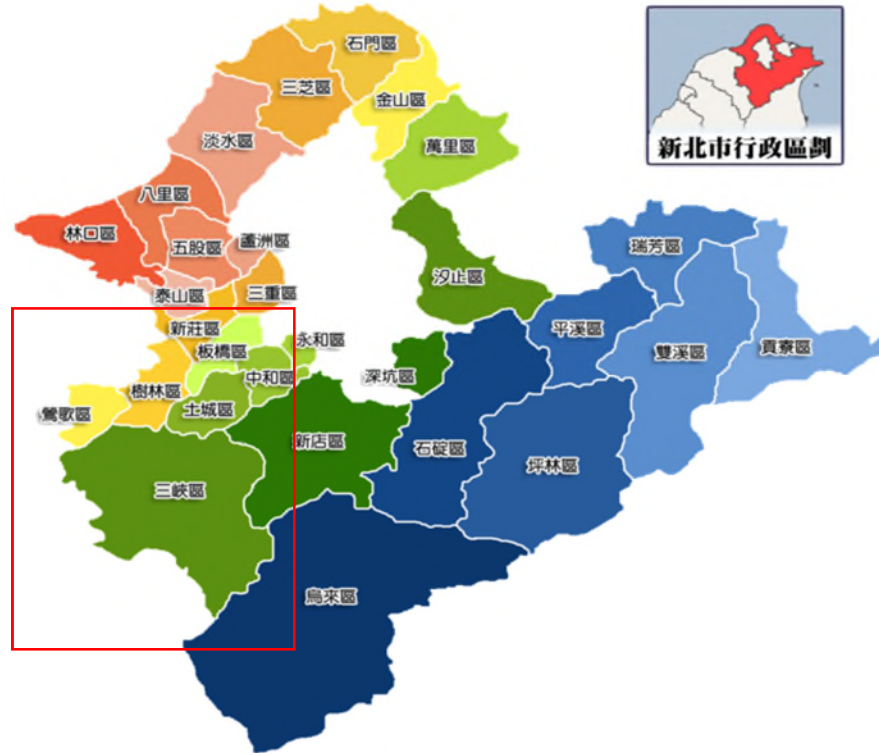 石門區
三芝區
金山區
淡水區
萬里區
新北市行政區劃
八里區
林口區
五股區
蘆洲區
瑞芳區
汐止區
泰山區
三重區
新莊區
平溪區
永和區
板橋區
雙溪區
貢寮區
深坑區
中和區
樹林區
鶯歌區
土城區
新店區
石碇區
坪林區
三峽區
烏來區